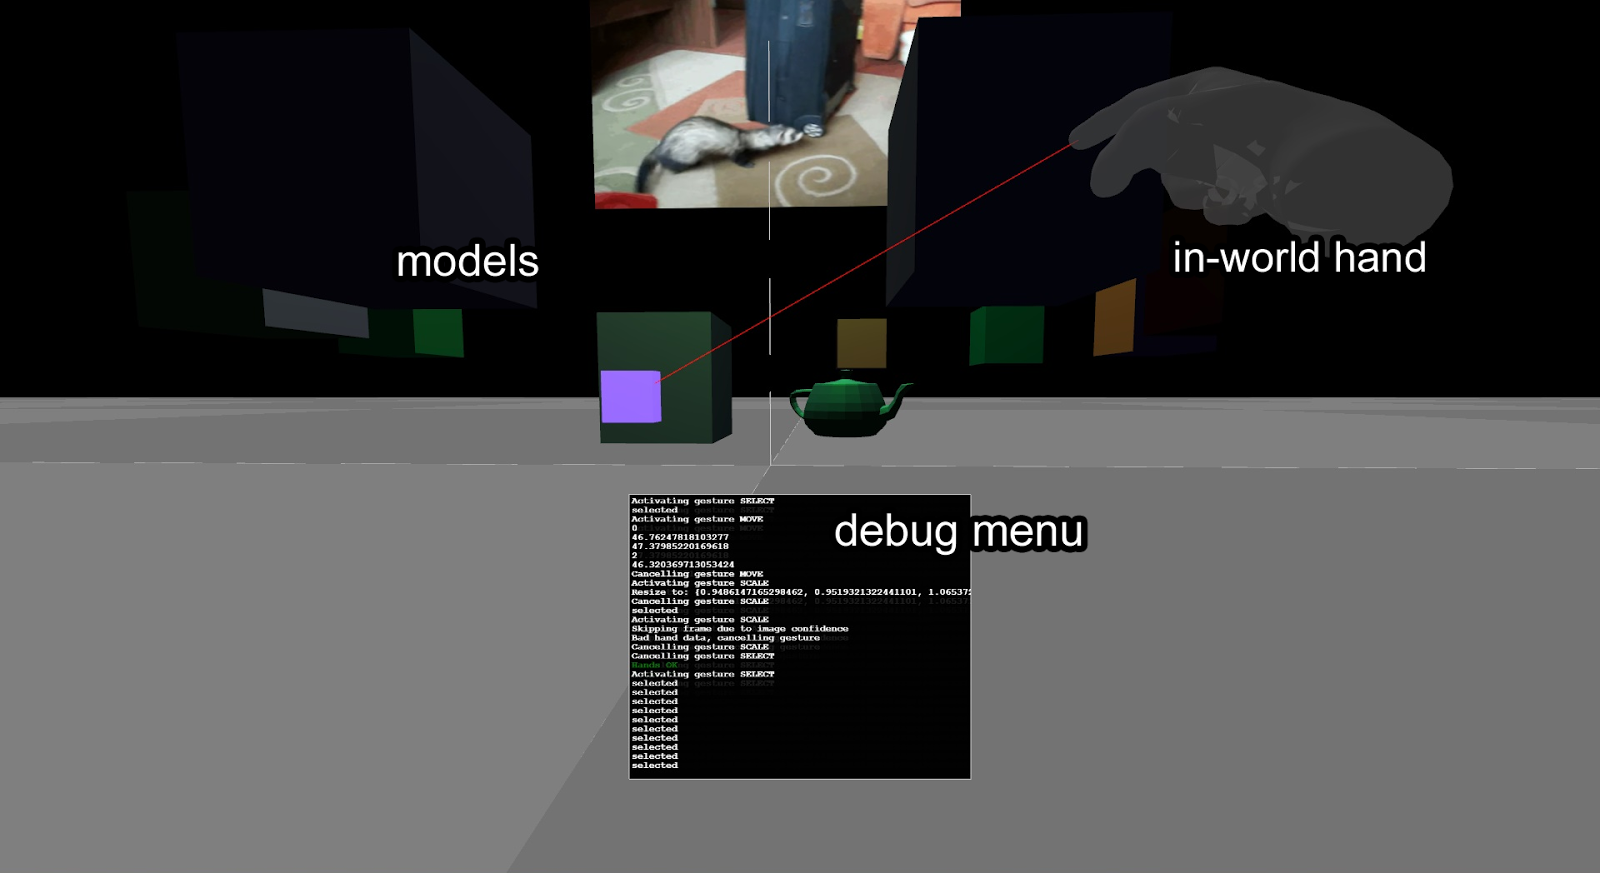 models
in-world hand
debug menu
Activating gesture SELECT
selected
Activating gesture MOVE
0
46.76247818103277
47.37985220169618
2
46.320369713053424
Cancelling gesture MOVE
Activating gesture SCALE
Resize to: {0.9486147165298462, 0.9519321322441101, 1.06537
Cancelling gesture SCALE
selected
Activating gesture SCALE
Skipping frame due to image confidence
Bad hand data, cancelling gesture
Cancelling gesture SCALE
Cancelling gesture SELECT
Hands OK
Activating gesture SELECT
selected
selected
selected
selected
selected
selected
selected
selected
selected
selected